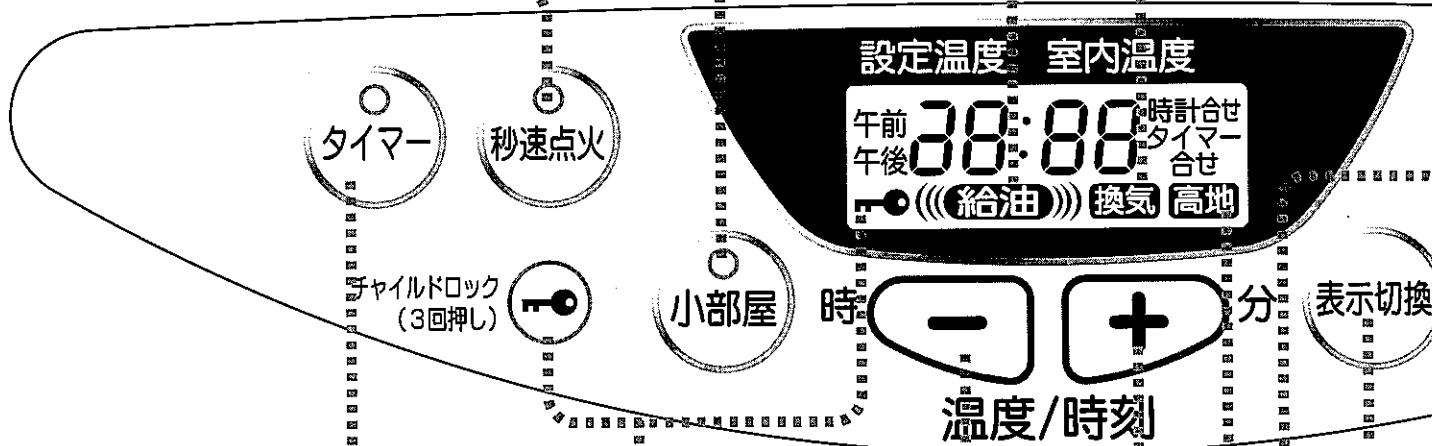 設定温度 室内温度
タイマー
秒速点火
午前
午後
28:88
時計合せ
タイマー
合せ
給油 換気 高地
チャイルドロック
(3回押し)
小部屋
時
- +
分
表示切換
温度/時刻